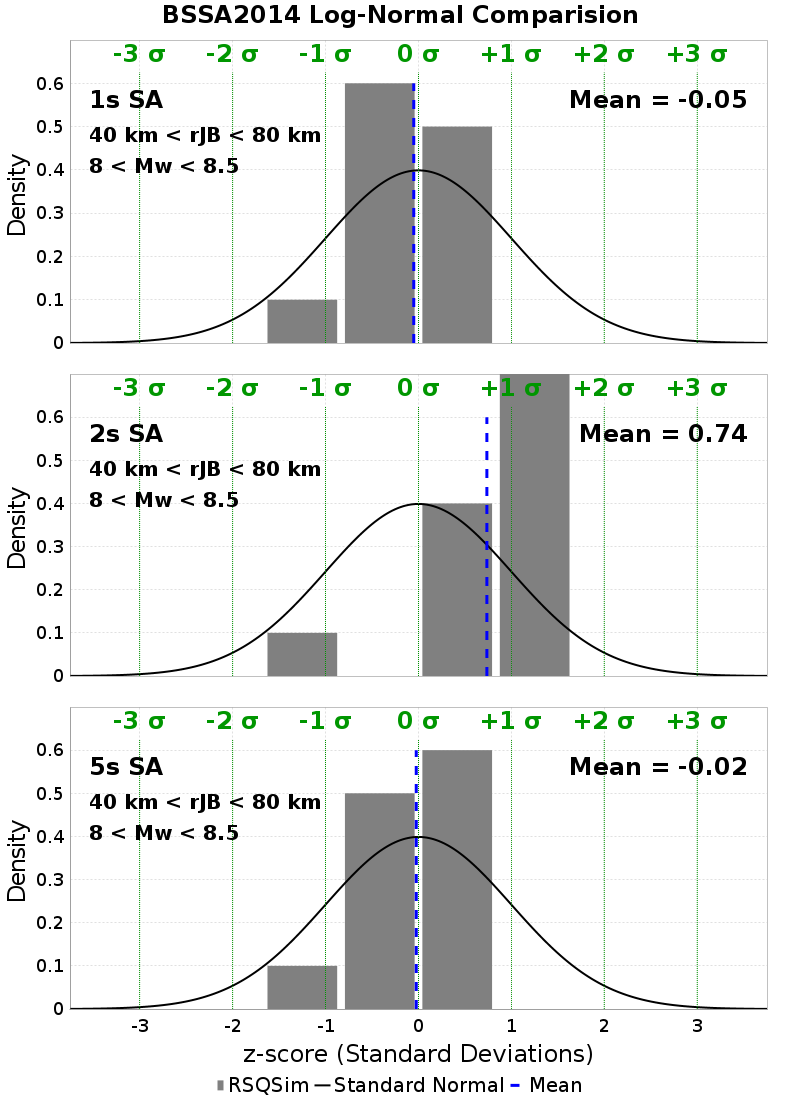 BSSA2014 Log-Normal Comparision
-3 σ -2 σ -1 σ 0 σ +1 σ +2 σ +3 σ
1s SA
Mean = -0.05
40 km < rJB < 80 km
8 < Mw < 8.5
Density
0.6
0.5
0.4
0.3
0.2
0.1
0
-3 σ -2 σ -1 σ 0 σ +1 σ +2 σ +3 σ
2s SA
Mean = 0.74
40 km < rJB < 80 km
8 < Mw < 8.5
Density
0.6
0.5
0.4
0.3
0.2
0.1
0
-3 σ -2 σ -1 σ 0 σ +1 σ +2 σ +3 σ
5s SA
Mean = -0.02
40 km < rJB < 80 km
8 < Mw < 8.5
Density
0.6
0.5
0.4
0.3
0.2
0.1
0
-3 -2 -1 0 1 2 3
z-score (Standard Deviations)
RSQSim Standard Normal Mean